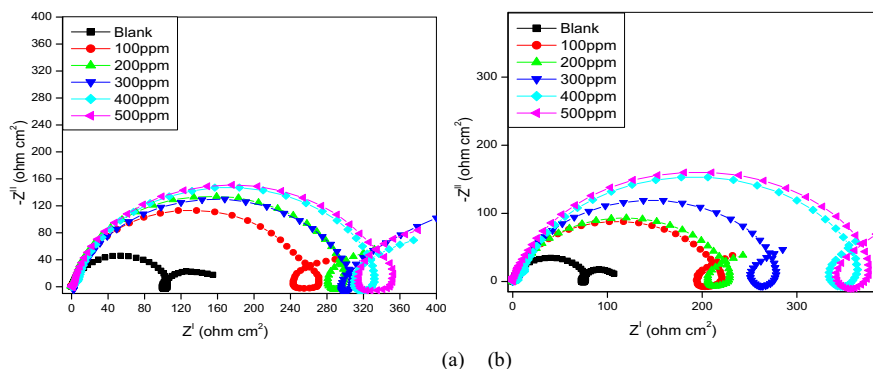 Blank
100ppm
200ppm
300ppm
400ppm
500ppm
-Z^II (ohm cm²)
400
360
320
280
240
200
160
120
80
40
0
0 40 80 120 160 200 240 280 320 360 400
Z^I (ohm cm²)
Blank
100ppm
200ppm
300ppm
400ppm
500ppm
-Z^II (ohm cm²)
300
200
100
0
0 100 200 300
Z^I (ohm cm²)
(a) (b)